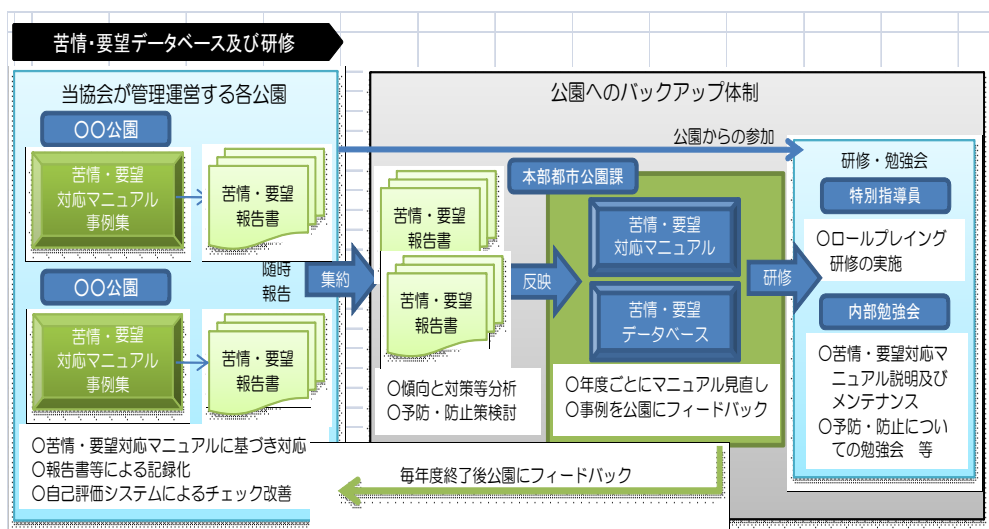 苦情・要望データベース及び研修
当協会が管理運営する各公園
〇〇公園
苦情・要望
対応マニュアル
事例集
苦情・要望
報告書
随時
報告
〇〇公園
苦情・要望
対応マニュアル
事例集
苦情・要望
報告書
〇苦情・要望対応マニュアルに基づき対応
〇報告書等による記録化
〇自己評価システムによるチェック改善
集約
公園へのバックアップ体制
公園からの参加
本部都市公園課
苦情・要望
報告書
苦情・要望
報告書
〇傾向と対策等分析
〇予防・防止策検討
反映
苦情・要望
対応マニュアル
苦情・要望
データベース
〇年度ごとにマニュアル見直し
〇事例を公園にフィードバック
研修
研修・勉強会
特別指導員
〇ロールプレイング
研修の実施
内部勉強会
〇苦情・要望対応マ
ニュアル説明及び
メンテナンス
〇予防・防止につい
ての勉強会　等
毎年度終了後公園にフィードバック